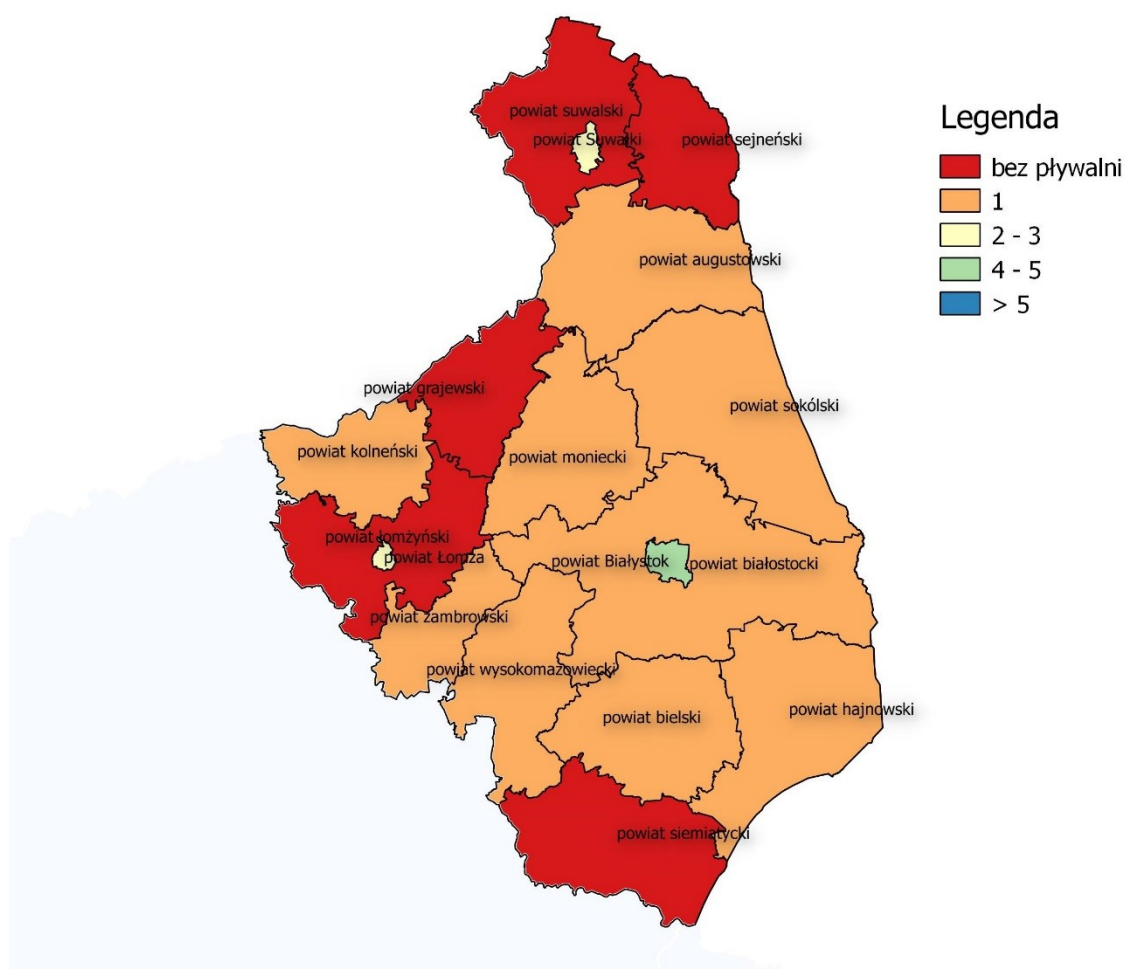 powiat suwalski
powiat Suwałki
powiat sejneński
Legenda
bez pływalni
1
2 - 3
4 - 5
> 5
powiat augustowski
powiat grajewski
powiat sokólski
powiat kolneński
powiat moniecki
powiat łomżyński
powiat Łomża
powiat Białystok
powiat białostocki
powiat zambrowski
powiat wysokomazowiecki
powiat bielski
powiat hajnowski
powiat siemiatycki